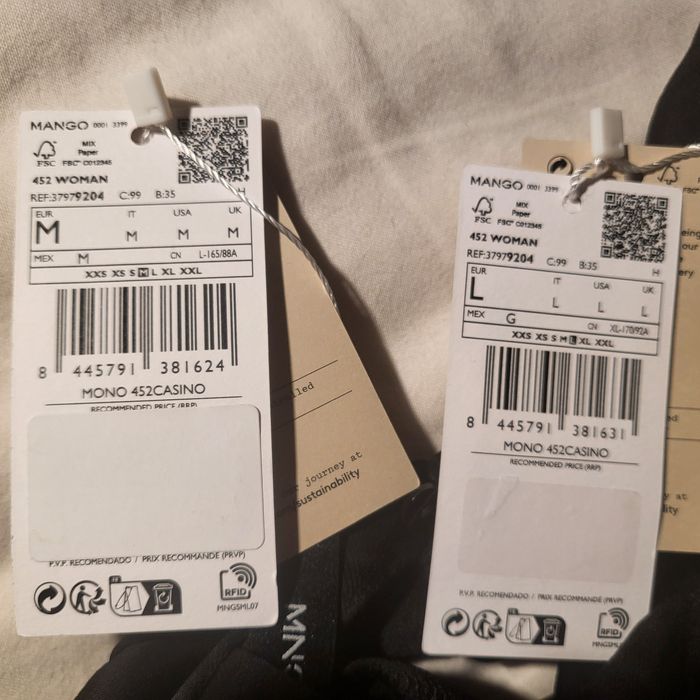 MANGO 0001 3399
FSC
MIX
Paper
FSC® C012345
452 WOMAN
REF:37979204 C:99 B:35 H
EUR IT USA UK
M M M M
MEX M CN L-165/88A
XXS XS S M L XL XXL
8 445791 381624
MONO 452CASINO
RECOMMENDED PRICE (RRP)
P.V.P. RECOMENDADO / PRIX RECOMMANDÉ (PRVP)
RFID
MNGSML07
our journey at
sustainability
MNG
MANGO 0001 3399
FSC
MIX
Paper
FSC® C012345
452 WOMAN
REF:37979204 C:99 B:35 H
EUR IT USA UK
L L L L
MEX G CN XL-170/92A
XXS XS S M L XL XXL
8 445791 381631
MONO 452CASINO
RECOMMENDED PRICE (RRP)
P.V.P. RECOMENDADO / PRIX RECOMMANDÉ (PRVP)
RFID